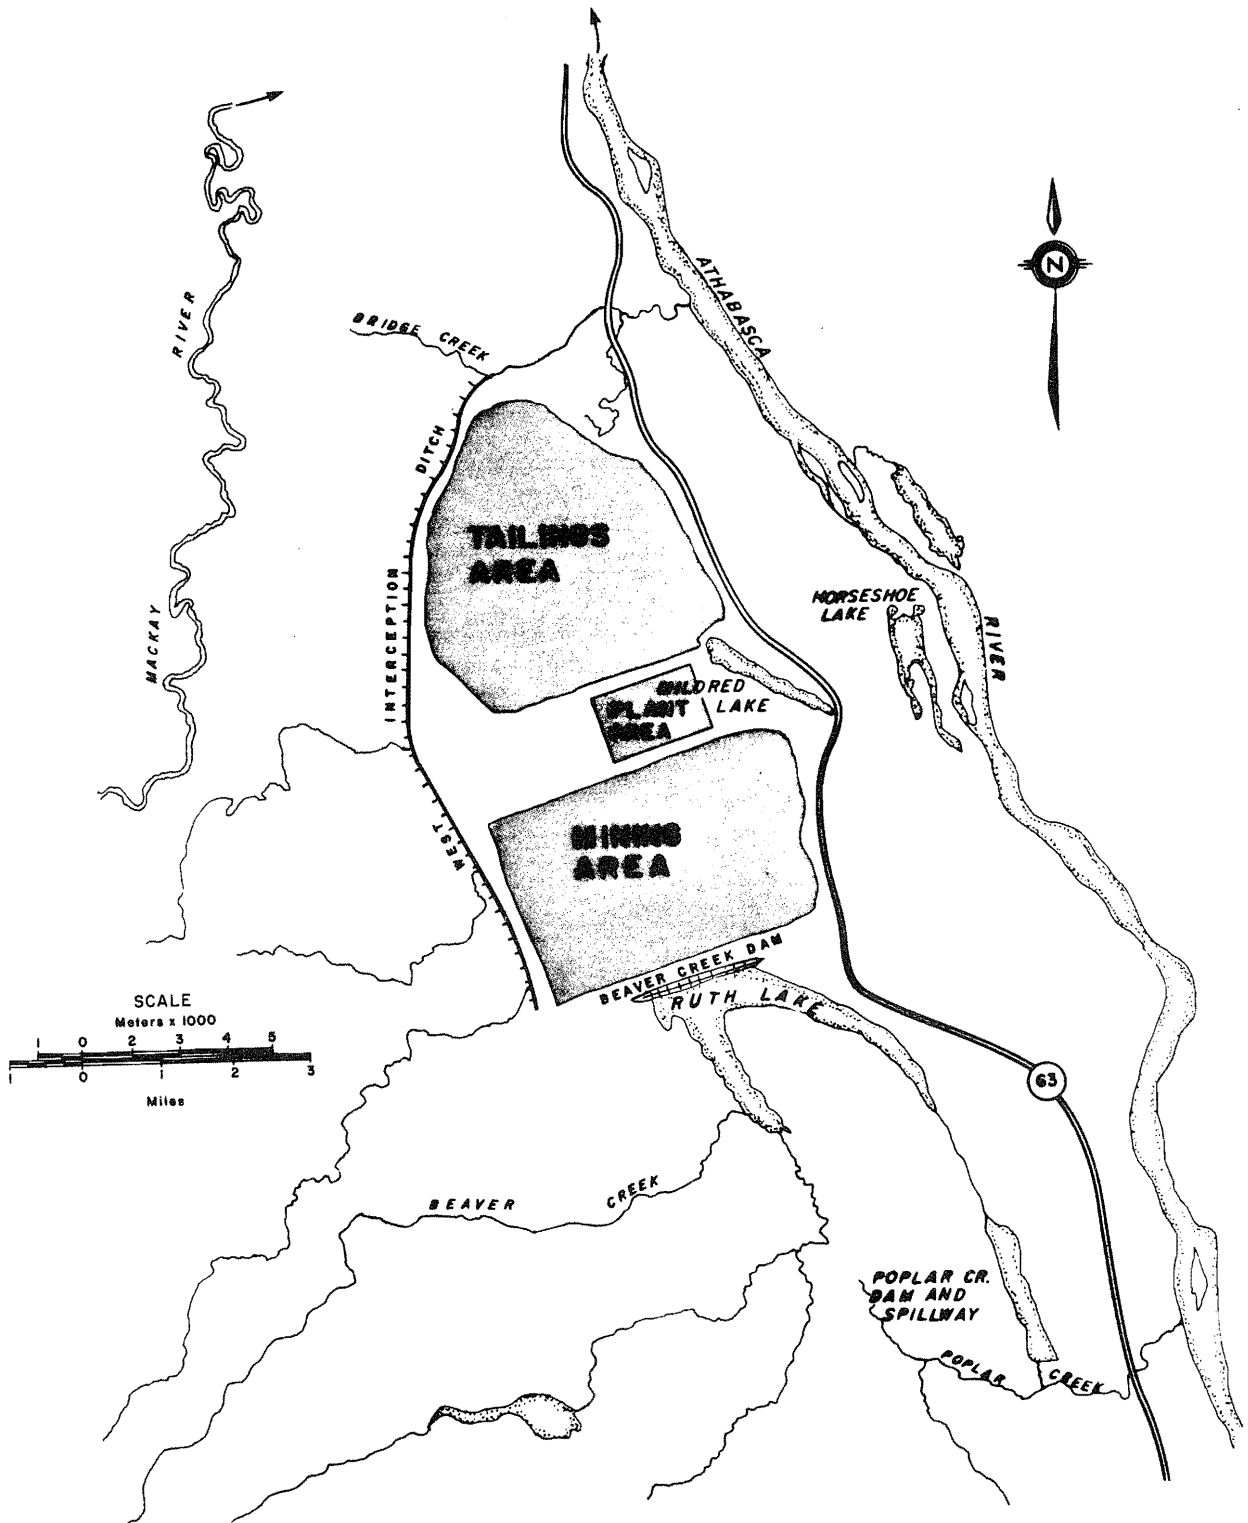 N
ATHABASCA
RIVER
BRIDGE CREEK
DITCH
TAILINGS
AREA
INTERCEPTION
HORSESHOE
LAKE
RIVER
MACKAY
MILDRED
LAKE
PLANT
AREA
WEST
MINING
AREA
BEAVER CREEK DAM
RUTH LAKE
SCALE
Meters x 1000
1 0 2 3 4 5
1 0 1 2 3
Miles
63
BEAVER CREEK
POPLAR CR.
DAM AND
SPILLWAY
POPLAR CREEK